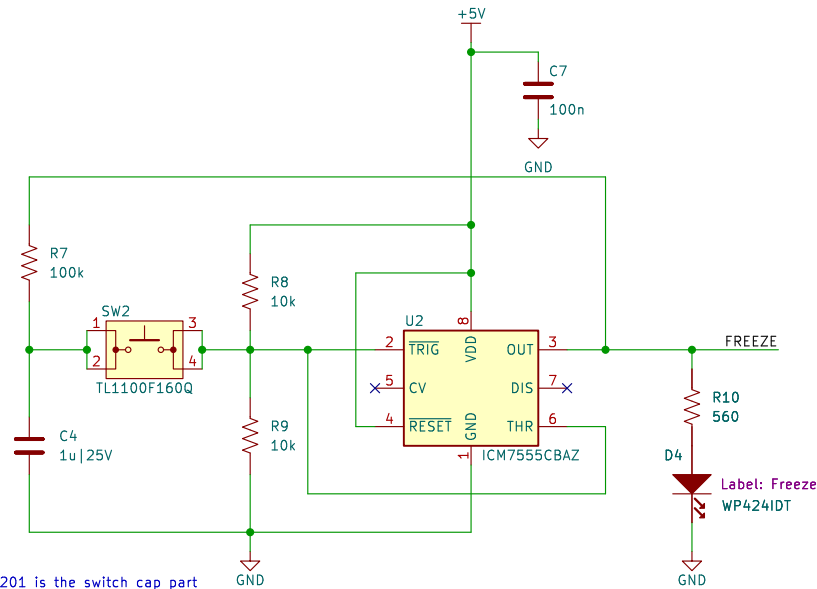 +5V
C7
100n
GND
R7
100k
R8
10k
SW2
1
3
2
4
TL1100F160Q
U2
8
2
TRIG
VDD
OUT
3
FREEZE
5
CV
DIS
7
4
RESET
GND
THR
6
1
ICM7555CBAZ
R10
560
C4
1u|25V
R9
10k
D4
Label: Freeze
WP424IDT
GND
GND
201 is the switch cap part